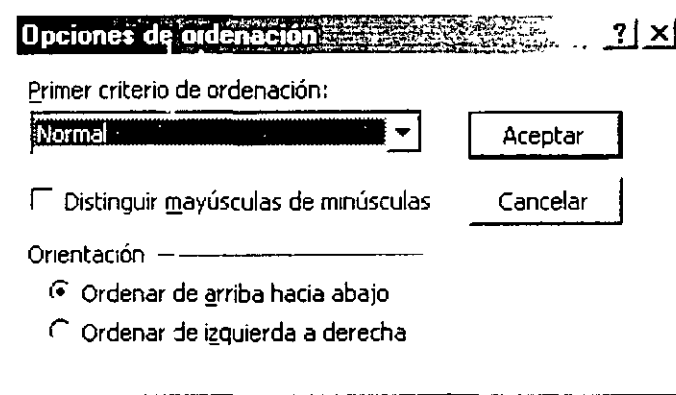 Opciones de ordenación
Primer criterio de ordenación:
Normal
Aceptar
Distinguir mayúsculas de minúsculas
Cancelar
Orientación
Ordenar de arriba hacia abajo
Ordenar de izquierda a derecha